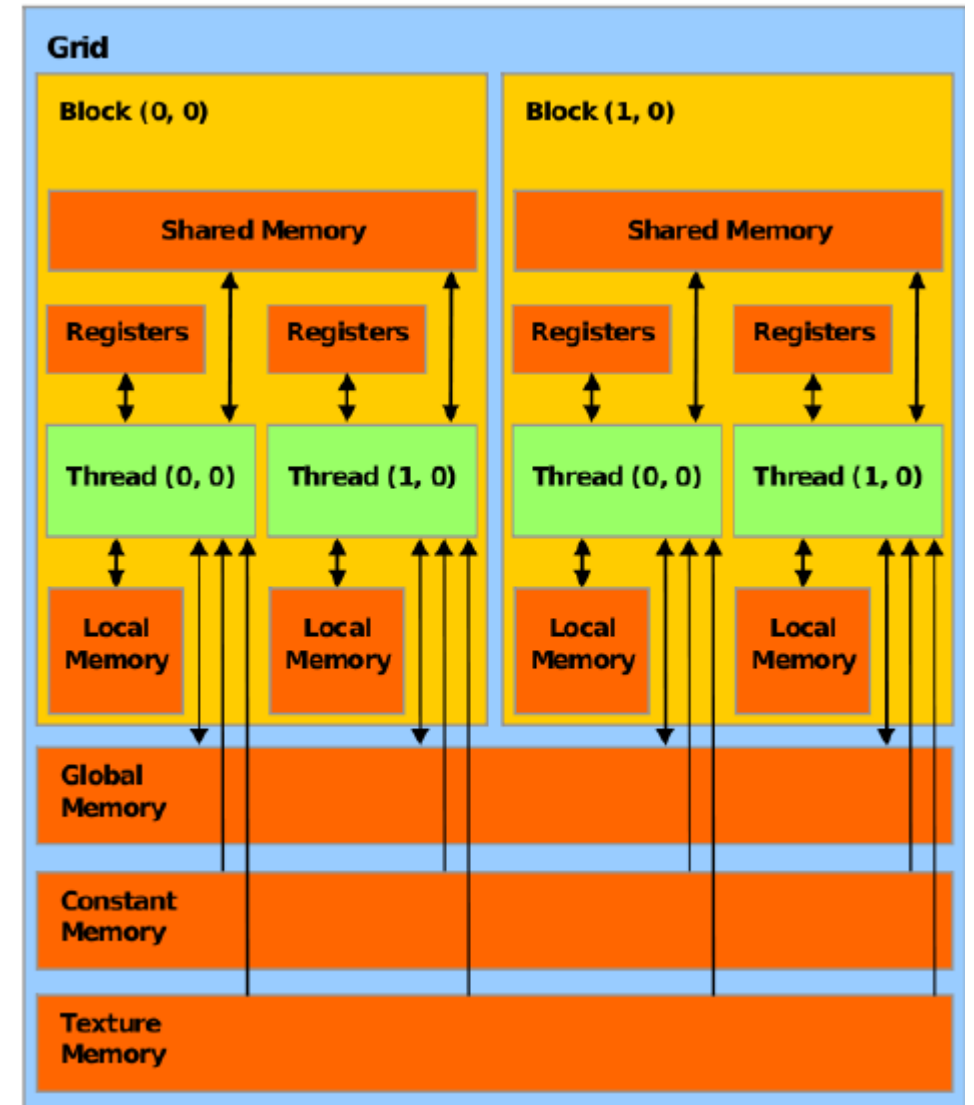 Grid
Block (0, 0)
Block (1, 0)
Shared Memory
Shared Memory
Registers
Registers
Registers
Registers
Thread (0, 0)
Thread (1, 0)
Thread (0, 0)
Thread (1, 0)
Local
Memory
Local
Memory
Local
Memory
Local
Memory
Global
Memory
Constant
Memory
Texture
Memory